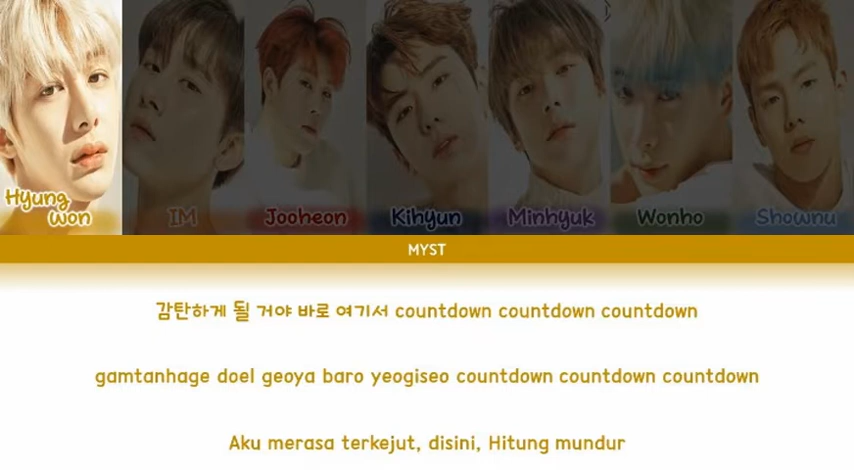 Hyung
won
IM
Jooheon
Kihyun
Minhyuk
Wonho
Shownu
MYST
감탄하게 될 거야 바로 여기서 countdown countdown countdown
gamtanhage doel geoya baro yeogiseo countdown countdown countdown
Aku merasa terkejut, disini, Hitung mundur